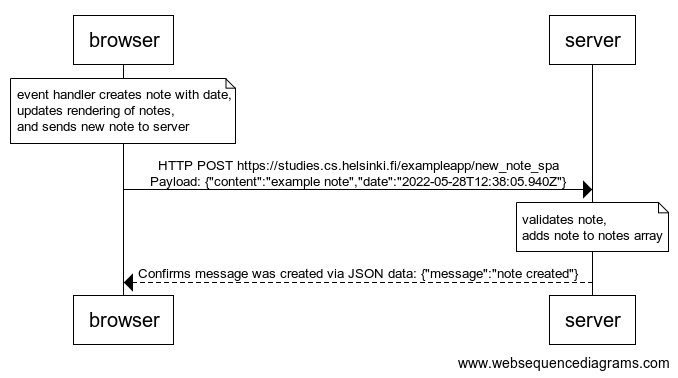 browser
server
event handler creates note with date,
updates rendering of notes,
and sends new note to server
HTTP POST https://studies.cs.helsinki.fi/exampleapp/new_note_spa
Payload: {"content":"example note","date":"2022-05-28T12:38:05.940Z"}
validates note,
adds note to notes array
Confirms message was created via JSON data: {"message":"note created"}
browser
server
www.websequencediagrams.com